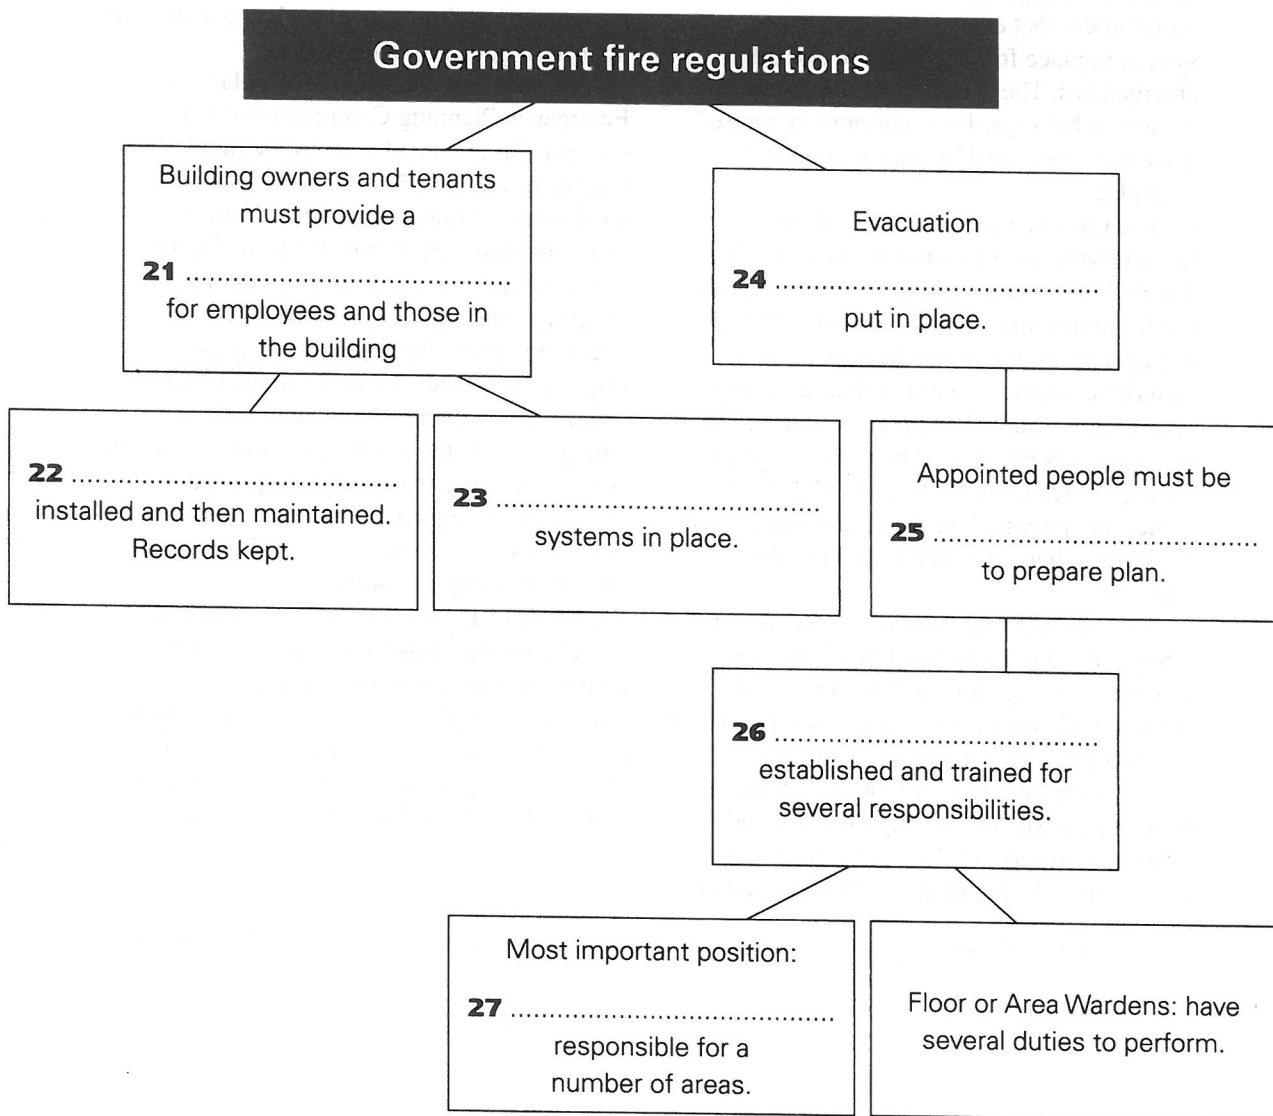 Government fire regulations
Building owners and tenants
must provide a
21 ........................................
for employees and those in
the building
Evacuation
24 ........................................
put in place.
22 ........................................
installed and then maintained.
Records kept.
23 ........................................
systems in place.
Appointed people must be
25 ........................................
to prepare plan.
26 ........................................
established and trained for
several responsibilities.
Most important position:
27 ........................................
responsible for a
number of areas.
Floor or Area Wardens: have
several duties to perform.